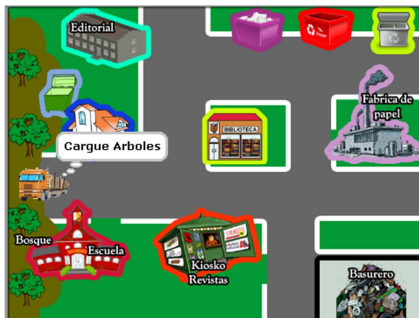 Editorial
Fabrica de
papel
BIBLIOTECA
Cargue Arboles
Bosque
Escuela
Kiosko
Revistas
Basurero